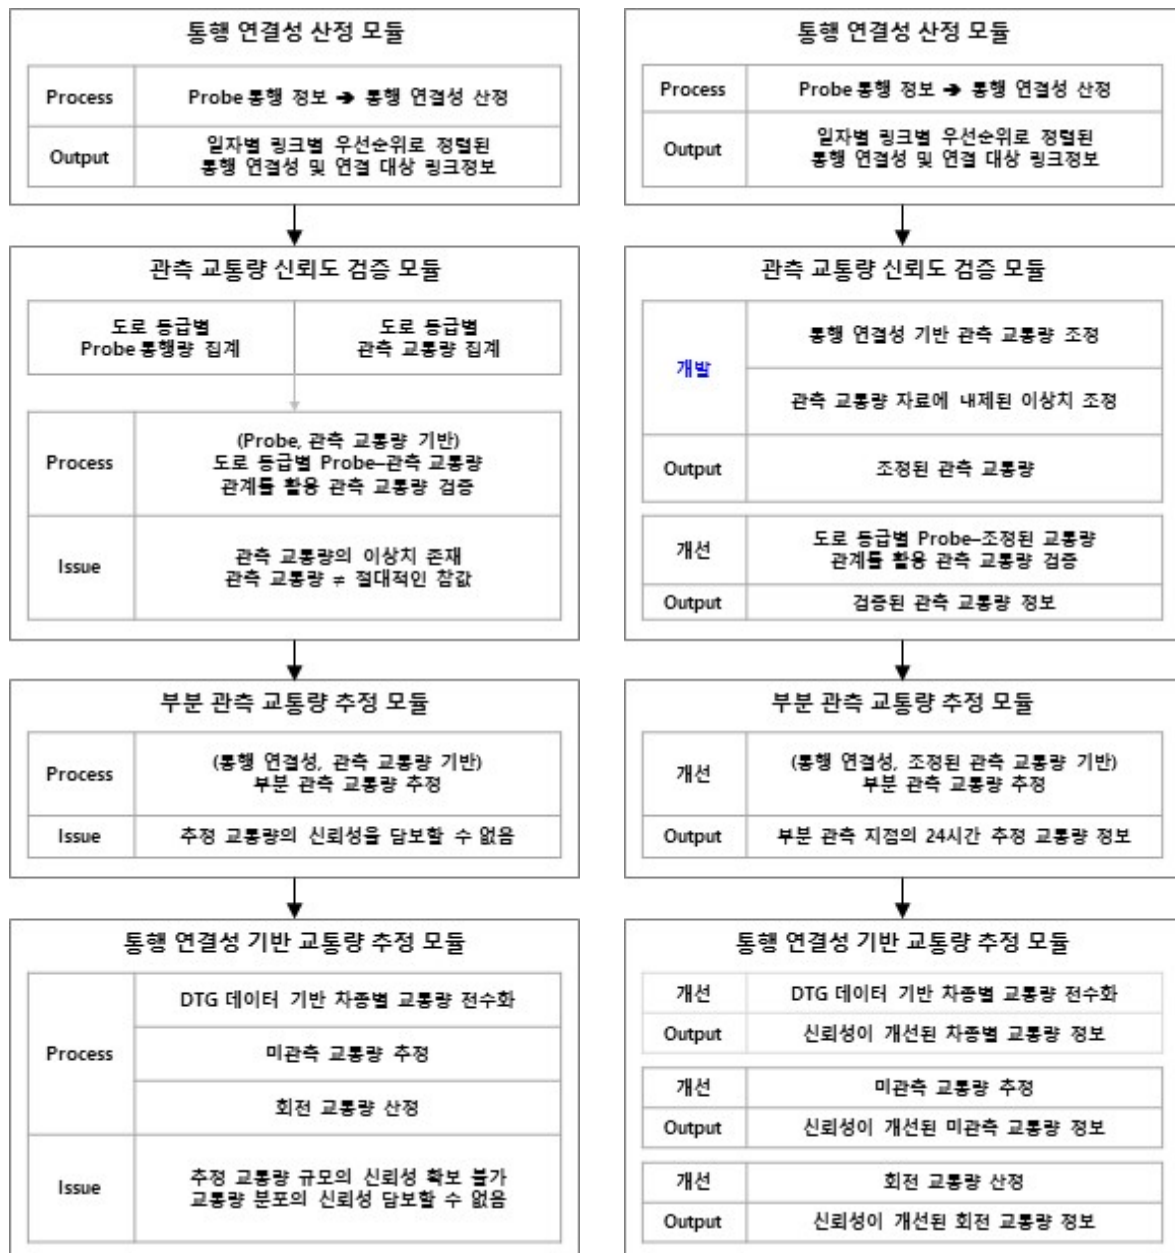 통행 연결성 산정 모듈
Process
Probe 통행 정보 ➔ 통행 연결성 산정
Output
일자별 링크별 우선순위로 정렬된
통행 연결성 및 연결 대상 링크정보
관측 교통량 신뢰도 검증 모듈
도로 등급별
Probe 통행량 집계
도로 등급별
관측 교통량 집계
Process
(Probe, 관측 교통량 기반)
도로 등급별 Probe–관측 교통량
관계를 활용 관측 교통량 검증
Issue
관측 교통량의 이상치 존재
관측 교통량 ≠ 절대적인 참값
부분 관측 교통량 추정 모듈
Process
(통행 연결성, 관측 교통량 기반)
부분 관측 교통량 추정
Issue
추정 교통량의 신뢰성을 담보할 수 없음
통행 연결성 기반 교통량 추정 모듈
Process
DTG 데이터 기반 차종별 교통량 전수화
미관측 교통량 추정
회전 교통량 산정
Issue
추정 교통량 규모의 신뢰성 확보 불가
교통량 분포의 신뢰성 담보할 수 없음
통행 연결성 산정 모듈
Process
Probe 통행 정보 ➔ 통행 연결성 산정
Output
일자별 링크별 우선순위로 정렬된
통행 연결성 및 연결 대상 링크정보
관측 교통량 신뢰도 검증 모듈
개발
통행 연결성 기반 관측 교통량 조정
관측 교통량 자료에 내제된 이상치 조정
Output
조정된 관측 교통량
개선
도로 등급별 Probe–조정된 교통량
관계를 활용 관측 교통량 검증
Output
검증된 관측 교통량 정보
부분 관측 교통량 추정 모듈
개선
(통행 연결성, 조정된 관측 교통량 기반)
부분 관측 교통량 추정
Output
부분 관측 지점의 24시간 추정 교통량 정보
통행 연결성 기반 교통량 추정 모듈
개선
DTG 데이터 기반 차종별 교통량 전수화
Output
신뢰성이 개선된 차종별 교통량 정보
개선
미관측 교통량 추정
Output
신뢰성이 개선된 미관측 교통량 정보
개선
회전 교통량 산정
Output
신뢰성이 개선된 회전 교통량 정보